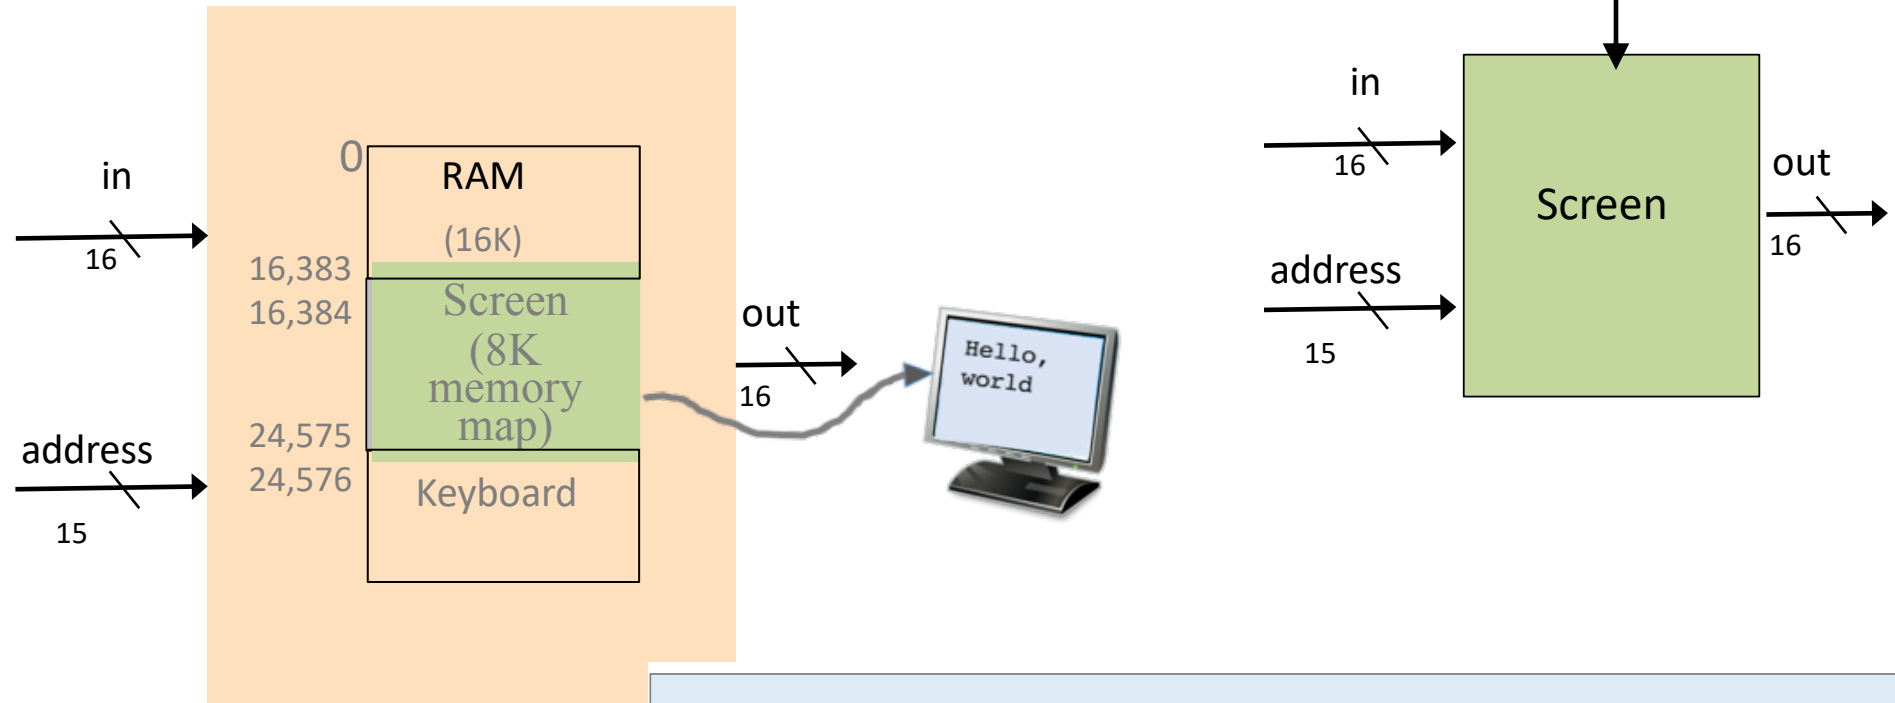 in
16
address
15
0
RAM
(16K)
16,383
16,384
Screen
(8K
memory
map)
24,575
24,576
Keyboard
out
16
Hello,
world
in
16
address
15
Screen
out
16